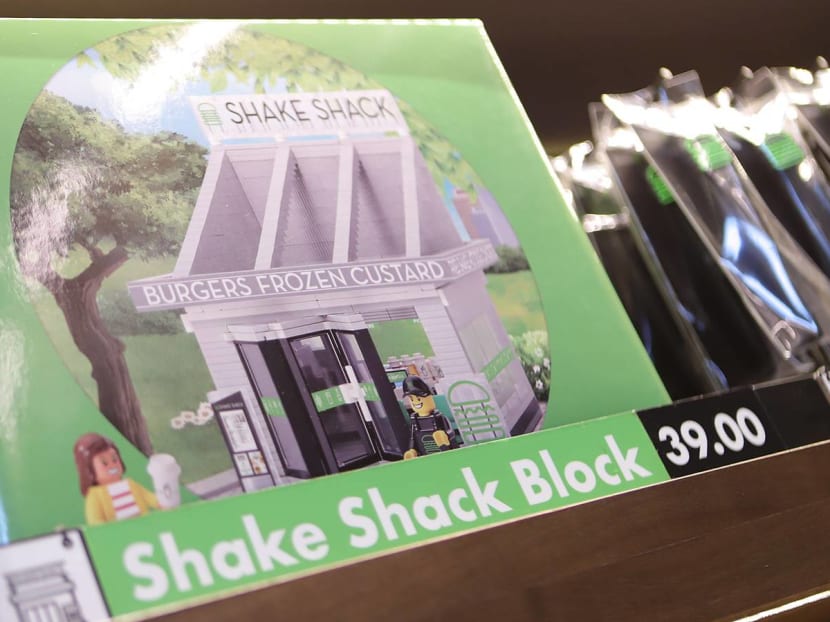 SHAKE SHACK
BURGERS FROZEN CUSTARD
Shake Shack Block
39.00